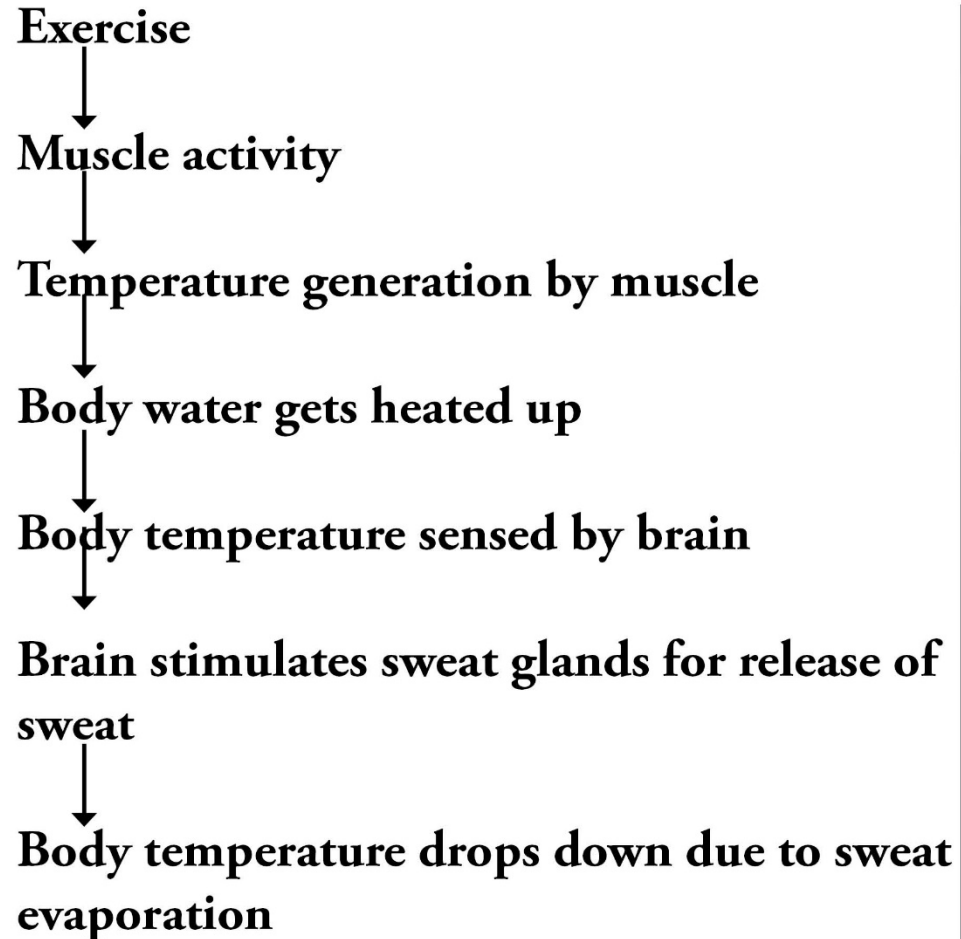 Exercise
Muscle activity
Temperature generation by muscle
Body water gets heated up
Body temperature sensed by brain
Brain stimulates sweat glands for release of
sweat
Body temperature drops down due to sweat
evaporation